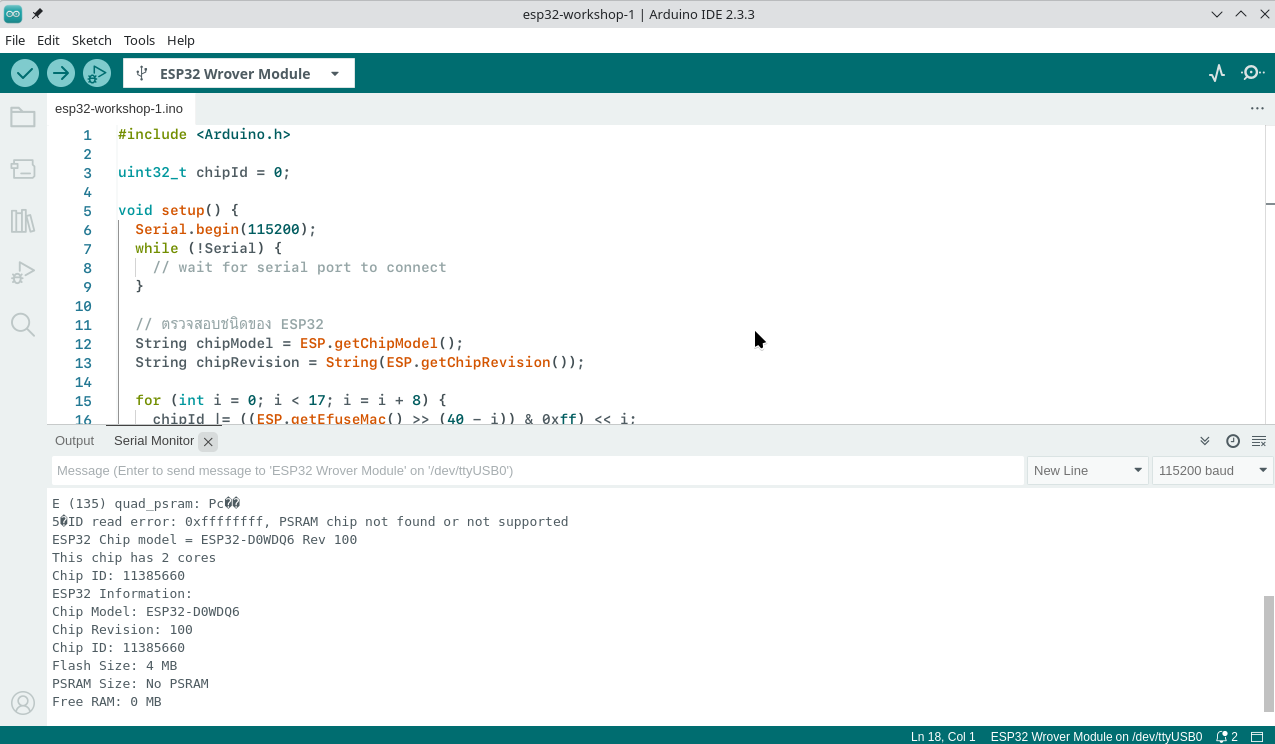 esp32-workshop-1 | Arduino IDE 2.3.3
File Edit Sketch Tools Help
ESP32 Wrover Module
esp32-workshop-1.ino
1 #include <Arduino.h>
2
3 uint32_t chipId = 0;
4
5 void setup() {
6 Serial.begin(115200);
7 while (!Serial) {
8 // wait for serial port to connect
9 }
10
11 // ตรวจสอบชนิดของ ESP32
12 String chipModel = ESP.getChipModel();
13 String chipRevision = String(ESP.getChipRevision());
14
15 for (int i = 0; i < 17; i = i + 8) {
16 chipId |= ((ESP.getEfuseMac() >> (40 - i)) & 0xff) << i;
Output Serial Monitor
Message (Enter to send message to 'ESP32 Wrover Module' on '/dev/ttyUSB0')
New Line
115200 baud
E (135) quad_psram: Pc��
5�ID read error: 0xffffffff, PSRAM chip not found or not supported
ESP32 Chip model = ESP32-D0WDQ6 Rev 100
This chip has 2 cores
Chip ID: 11385660
ESP32 Information:
Chip Model: ESP32-D0WDQ6
Chip Revision: 100
Chip ID: 11385660
Flash Size: 4 MB
PSRAM Size: No PSRAM
Free RAM: 0 MB
Ln 18, Col 1 ESP32 Wrover Module on /dev/ttyUSB0 2